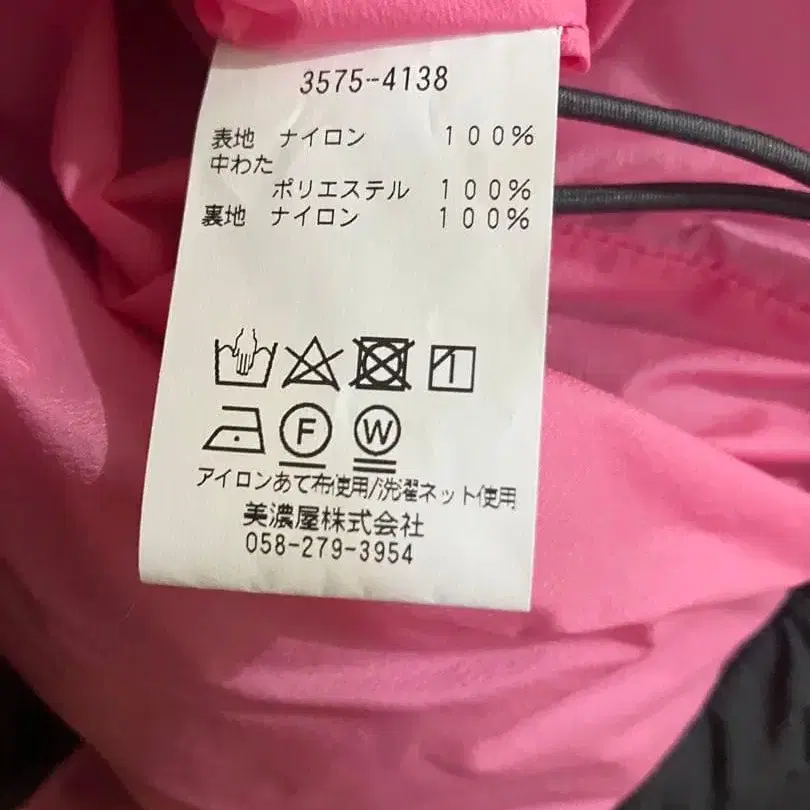 3575-4138
表地 ナイロン 100%
中わた
ポリエステル 100%
裏地 ナイロン 100%
F W
アイロンあて布使用/洗濯ネット使用
美濃屋株式会社
058-279-3954